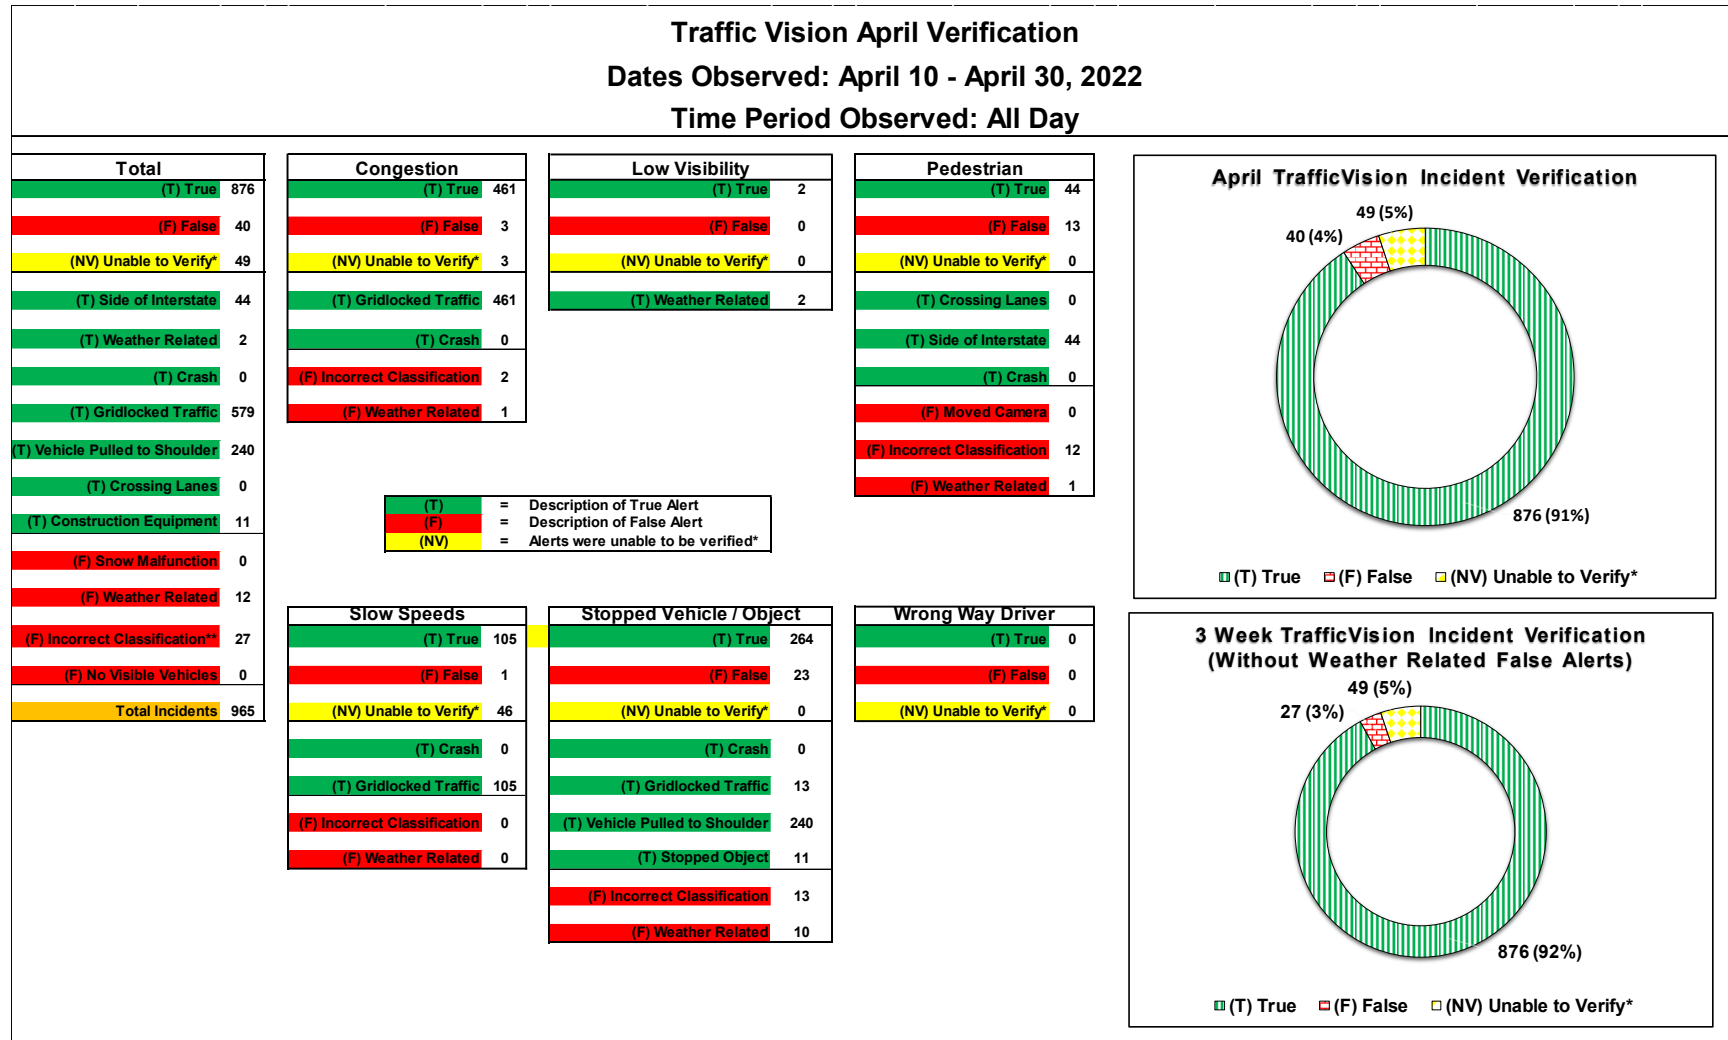 Traffic Vision April Verification
Dates Observed: April 10 - April 30, 2022
Time Period Observed: All Day
Total
(T) True 876
(F) False 40
(NV) Unable to Verify* 49
(T) Side of Interstate 44
(T) Weather Related 2
(T) Crash 0
(T) Gridlocked Traffic 579
(T) Vehicle Pulled to Shoulder 240
(T) Crossing Lanes 0
(T) Construction Equipment 11
(F) Snow Malfunction 0
(F) Weather Related 12
(F) Incorrect Classification** 27
(F) No Visible Vehicles 0
Total Incidents 965
Congestion
(T) True 461
(F) False 3
(NV) Unable to Verify* 3
(T) Gridlocked Traffic 461
(T) Crash 0
(F) Incorrect Classification 2
(F) Weather Related 1
Low Visibility
(T) True 2
(F) False 0
(NV) Unable to Verify* 0
(T) Weather Related 2
Pedestrian
(T) True 44
(F) False 13
(NV) Unable to Verify* 0
(T) Crossing Lanes 0
(T) Side of Interstate 44
(T) Crash 0
(F) Moved Camera 0
(F) Incorrect Classification 12
(F) Weather Related 1
(T) = Description of True Alert
(F) = Description of False Alert
(NV) = Alerts were unable to be verified*
Slow Speeds
(T) True 105
(F) False 1
(NV) Unable to Verify* 46
(T) Crash 0
(T) Gridlocked Traffic 105
(F) Incorrect Classification 0
(F) Weather Related 0
Stopped Vehicle / Object
(T) True 264
(F) False 23
(NV) Unable to Verify* 0
(T) Crash 0
(T) Gridlocked Traffic 13
(T) Vehicle Pulled to Shoulder 240
(T) Stopped Object 11
(F) Incorrect Classification 13
(F) Weather Related 10
Wrong Way Driver
(T) True 0
(F) False 0
(NV) Unable to Verify* 0
April TrafficVision Incident Verification
49 (5%)
40 (4%)
876 (91%)
(T) True (F) False (NV) Unable to Verify*
3 Week TrafficVision Incident Verification
(Without Weather Related False Alerts)
49 (5%)
27 (3%)
876 (92%)
(T) True (F) False (NV) Unable to Verify*